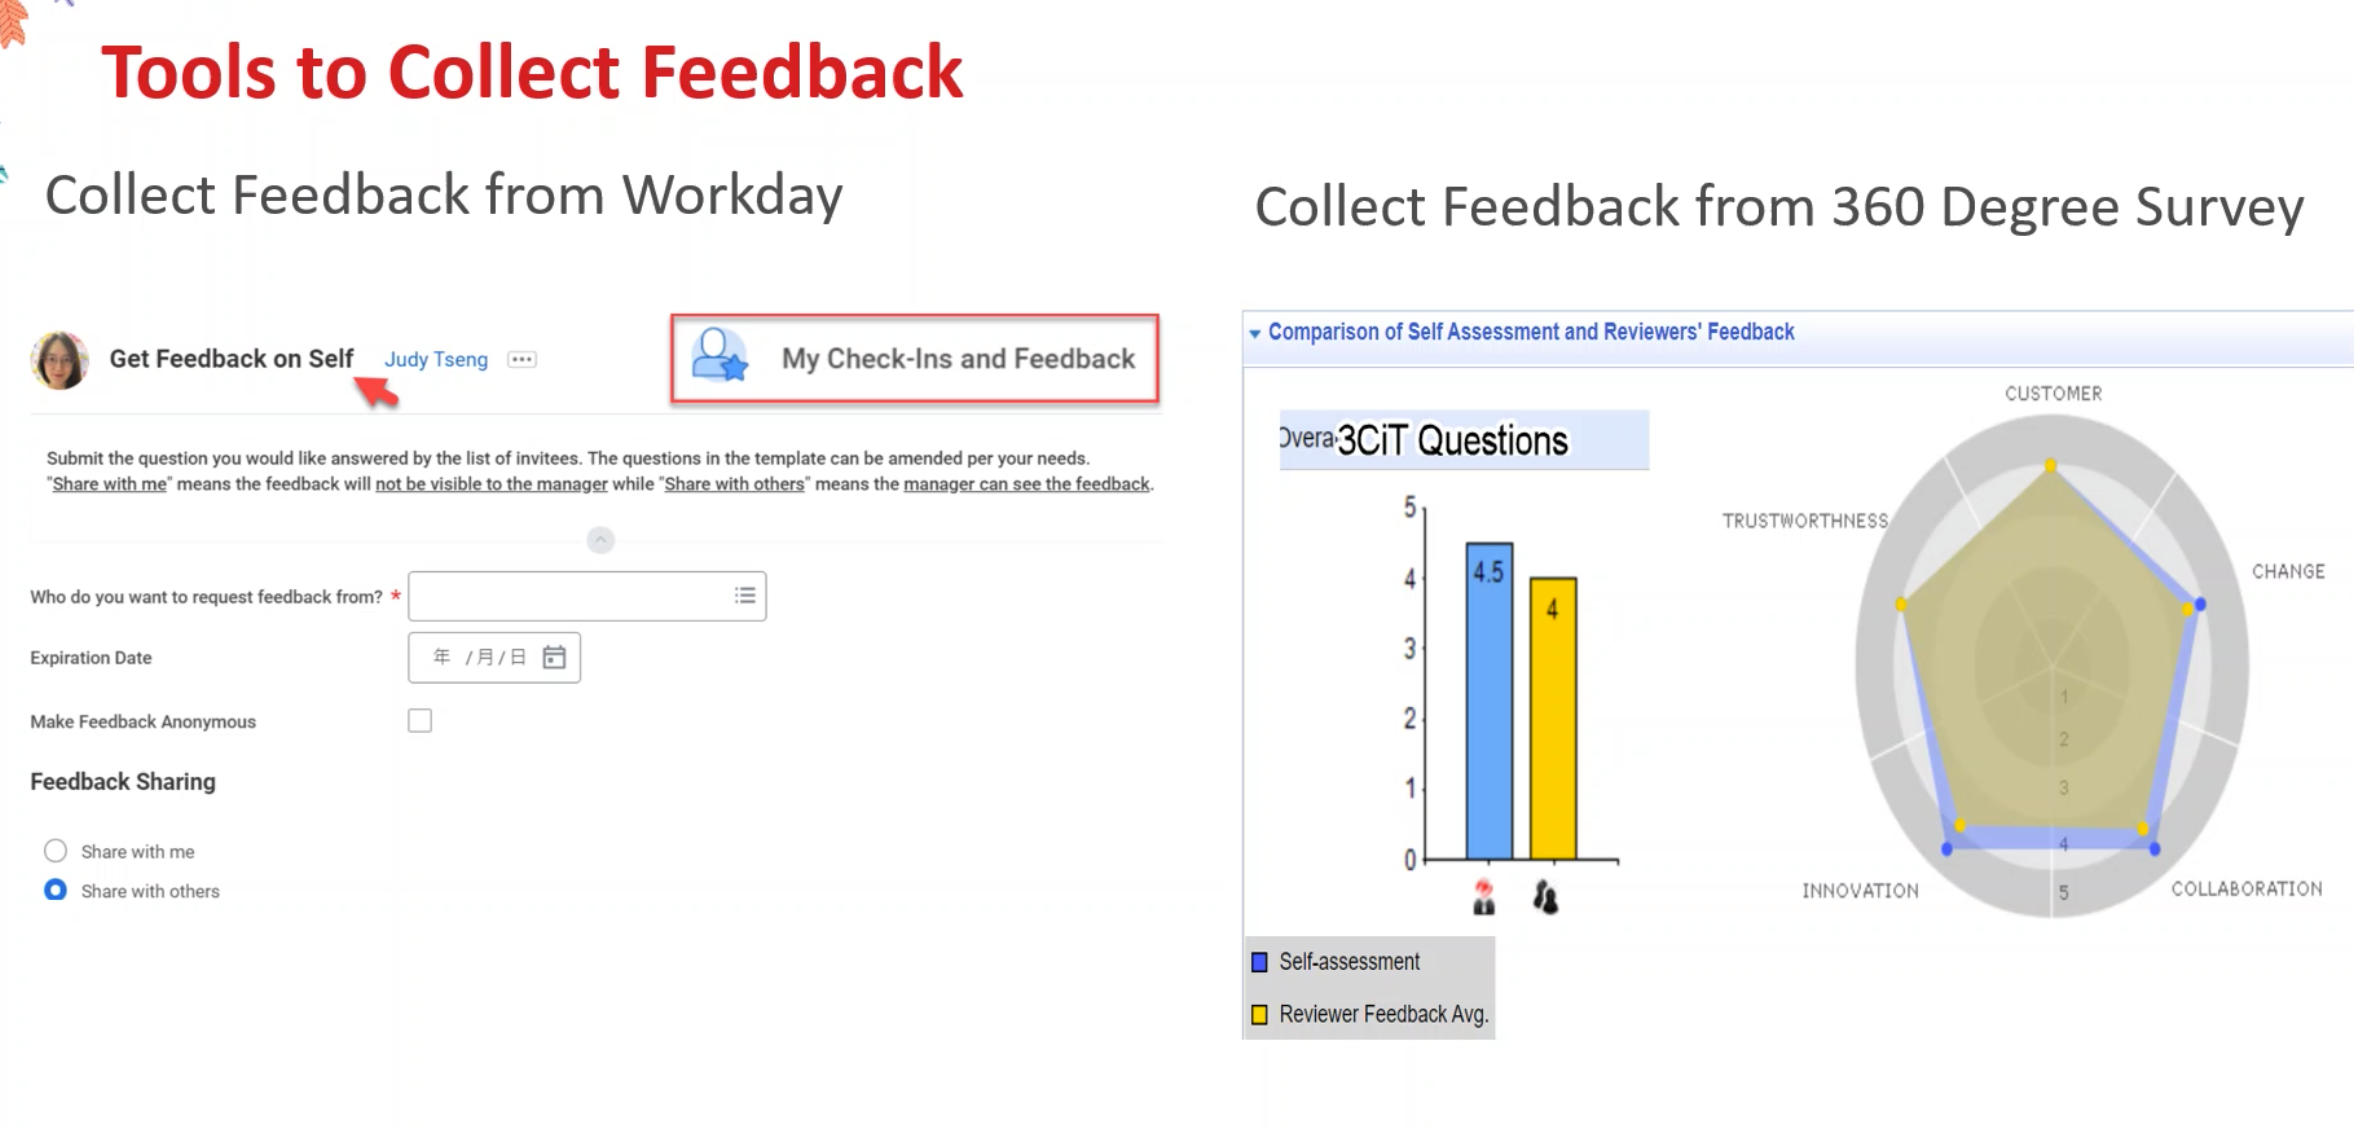 Tools to Collect Feedback
Collect Feedback from Workday
Get Feedback on Self Judy Tseng
My Check-Ins and Feedback
Submit the question you would like answered by the list of invitees. The questions in the template can be amended per your needs.
"Share with me" means the feedback will not be visible to the manager while "Share with others" means the manager can see the feedback.
Who do you want to request feedback from? *
Expiration Date
年 /月/日
Make Feedback Anonymous
Feedback Sharing
Share with me
Share with others
Collect Feedback from 360 Degree Survey
Comparison of Self Assessment and Reviewers' Feedback
3CiT Questions
5
4
3
2
1
0
4.5
4
CUSTOMER
TRUSTWORTHNESS
CHANGE
1
2
3
4
5
INNOVATION
COLLABORATION
Self-assessment
Reviewer Feedback Avg.